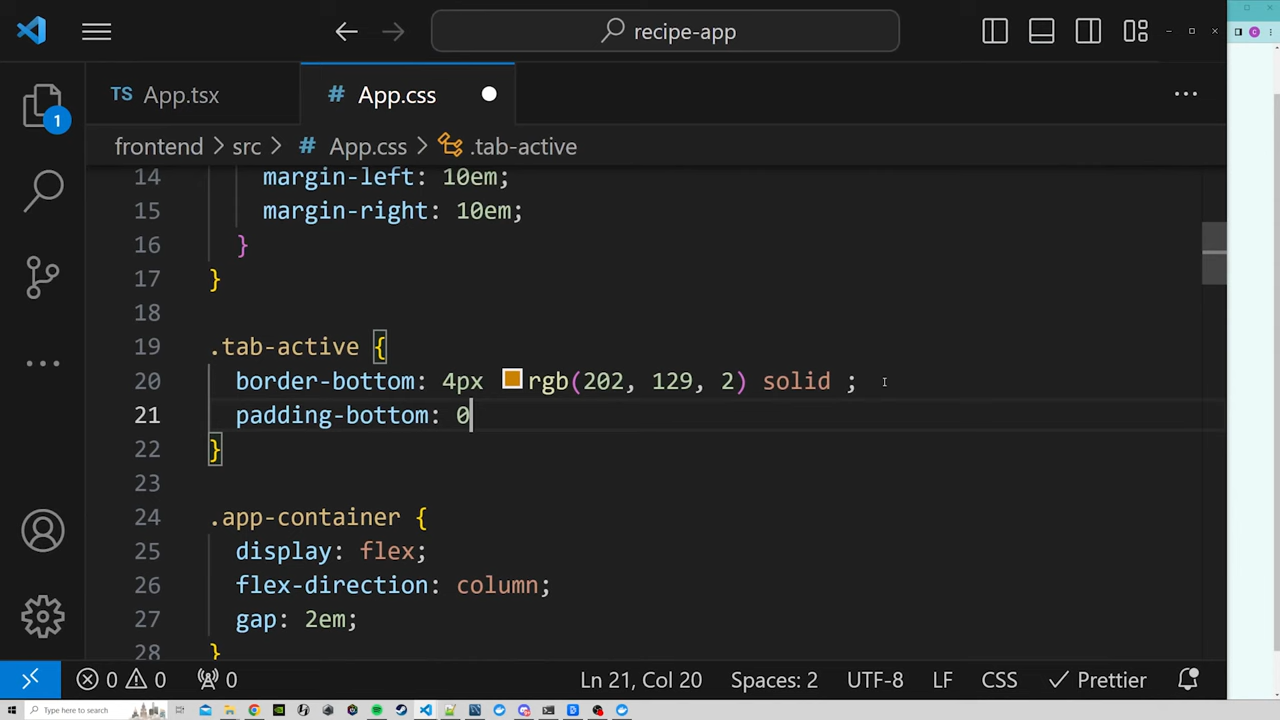 recipe-app
TS App.tsx
# App.css
1
frontend > src > # App.css > .tab-active
14 margin-left: 10em;
15 margin-right: 10em;
16 }
17 }
18
19 .tab-active {
20 border-bottom: 4px rgb(202, 129, 2) solid ;
21 padding-bottom: 0
22 }
23
24 .app-container {
25 display: flex;
26 flex-direction: column;
27 gap: 2em;
28 }
0 0 0 Ln 21, Col 20 Spaces: 2 UTF-8 LF CSS Prettier
Type here to search